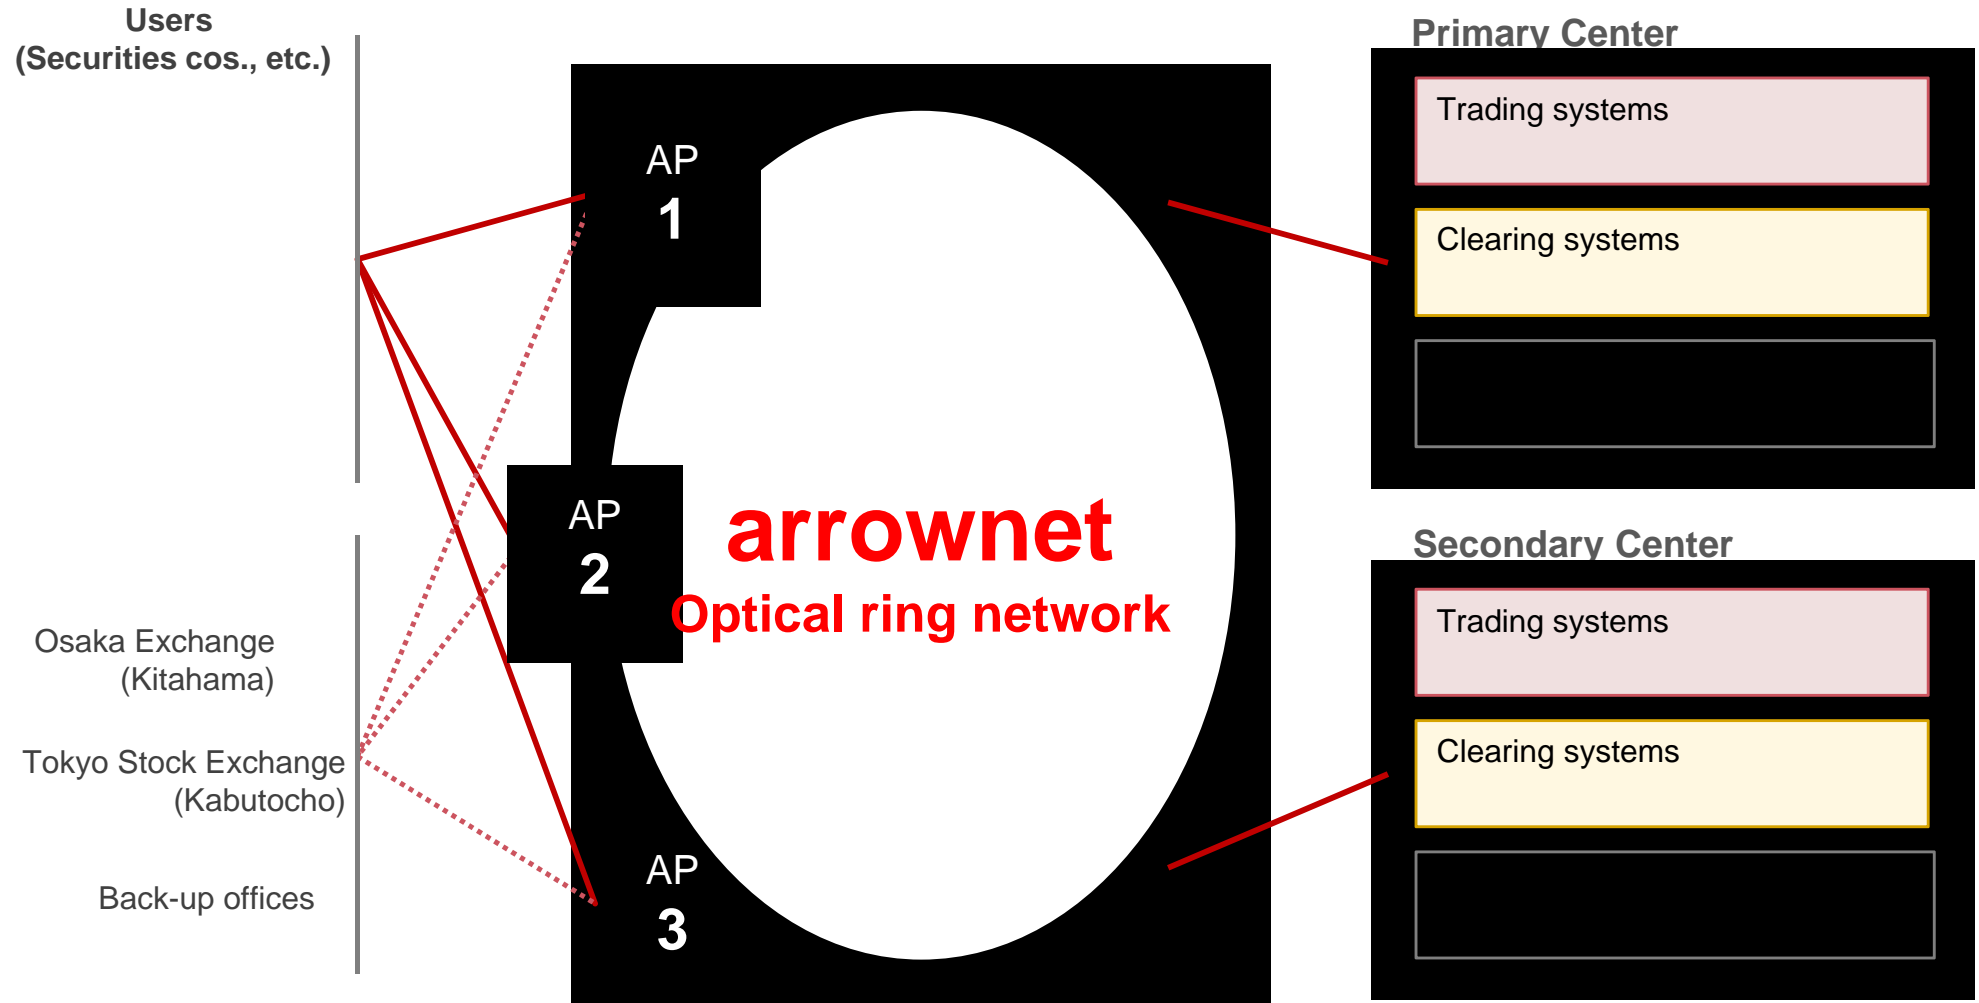 Users
(Securities cos., etc.)
Osaka Exchange
(Kitahama)
Tokyo Stock Exchange
(Kabutocho)
Back-up offices
AP
1
AP
2
AP
3
arrownet
Optical ring network
Primary Center
Trading systems
Clearing systems
Secondary Center
Trading systems
Clearing systems